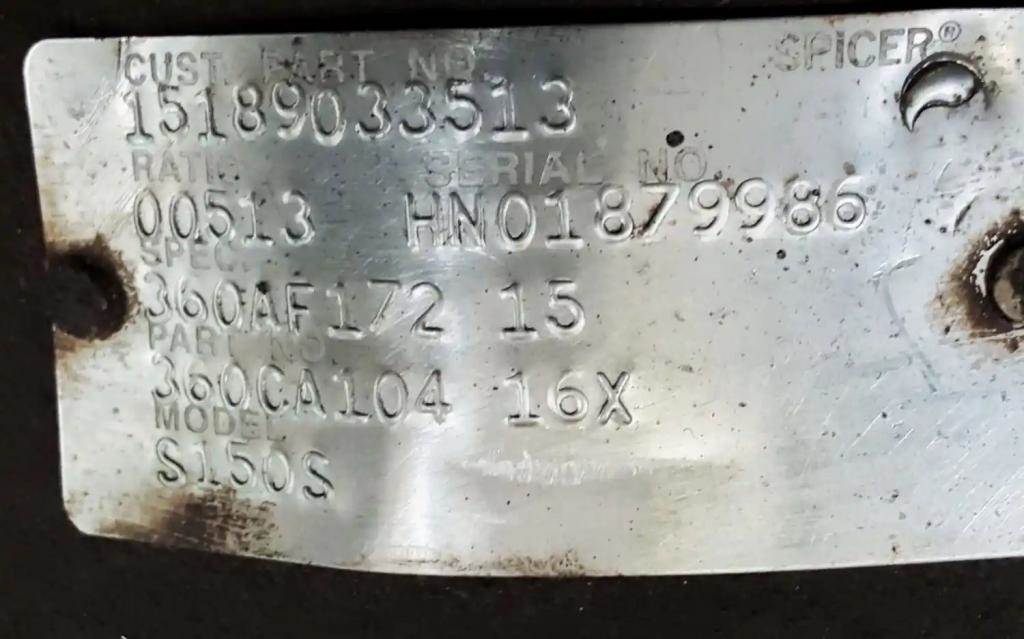 SPICER®
CUST. PART NO.
15189033513
RATIO SERIAL NO.
00513 HN01879986
SPEC.
360AF172 15
PART NO.
360CA104 16X
MODEL
S150S